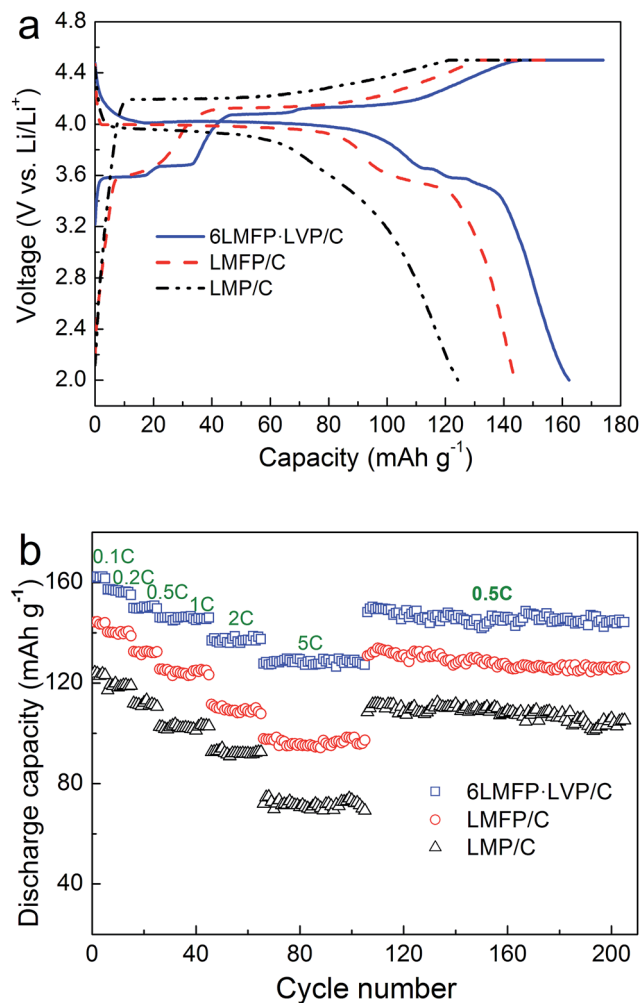 a
4.8
4.4
4.0
3.6
3.2
2.8
2.4
2.0
Voltage (V vs. Li/Li⁺)
6LMFP·LVP/C
LMFP/C
LMP/C
0 20 40 60 80 100 120 140 160 180
Capacity (mAh g⁻¹)
b
0.1C
0.2C
0.5C
1C
2C
5C
0.5C
160
120
80
40
Discharge capacity (mAh g⁻¹)
6LMFP·LVP/C
LMFP/C
LMP/C
0 40 80 120 160 200
Cycle number